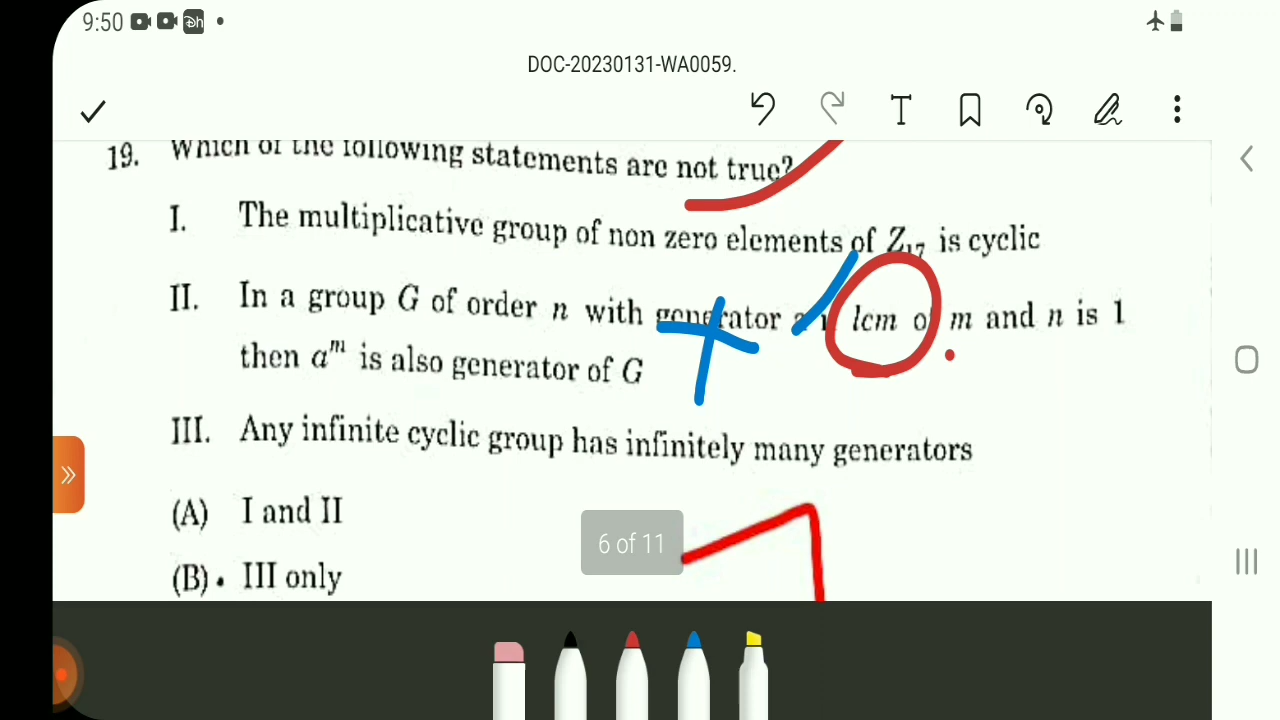 9:50
DOC-20230131-WA0059.
19. Which of the following statements are not true?
I. The multiplicative group of non zero elements of Z₁₇ is cyclic
II. In a group G of order n with generator a lcm of m and n is 1
then aᵐ is also generator of G
III. Any infinite cyclic group has infinitely many generators
(A) I and II
6 of 11
(B) III only